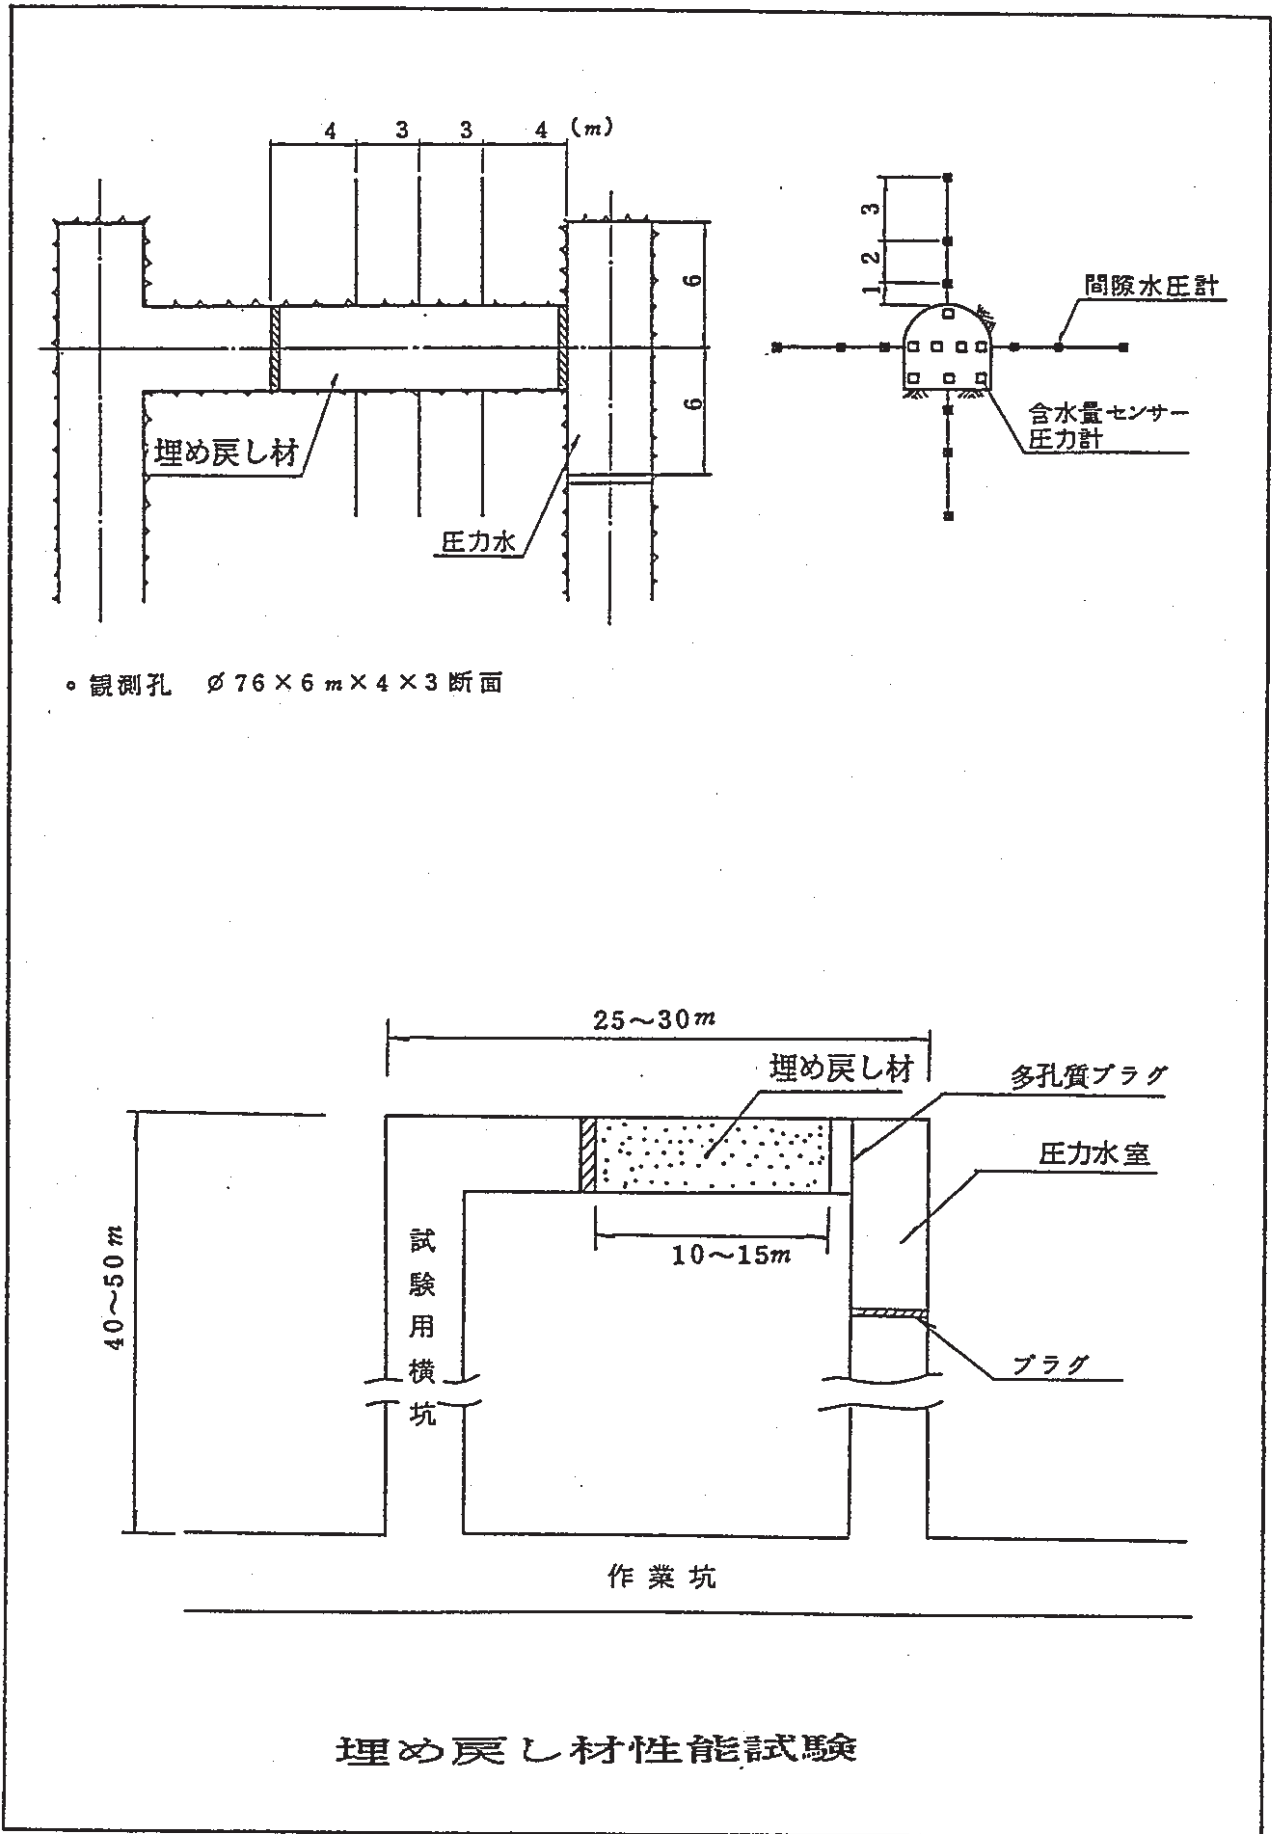 4 3 3 4 (m)
3
2
1
間隙水圧計
6
6
含水量センサー
圧力計
埋め戻し材
圧力水
∘ 観測孔 ∅76×6m×4×3断面
25〜30m
埋め戻し材
多孔質プラグ
圧力水室
10〜15m
40〜50m
試験用横坑
プラグ
作業坑
埋め戻し材性能試験